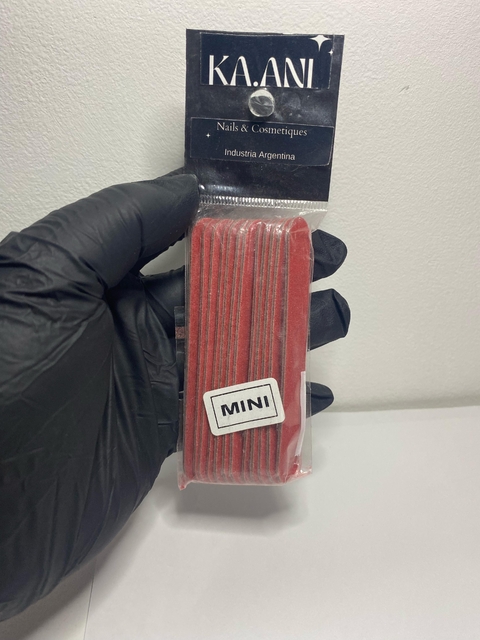 KA.ANI
Nails & Cosmetiques
Industria Argentina
MINI